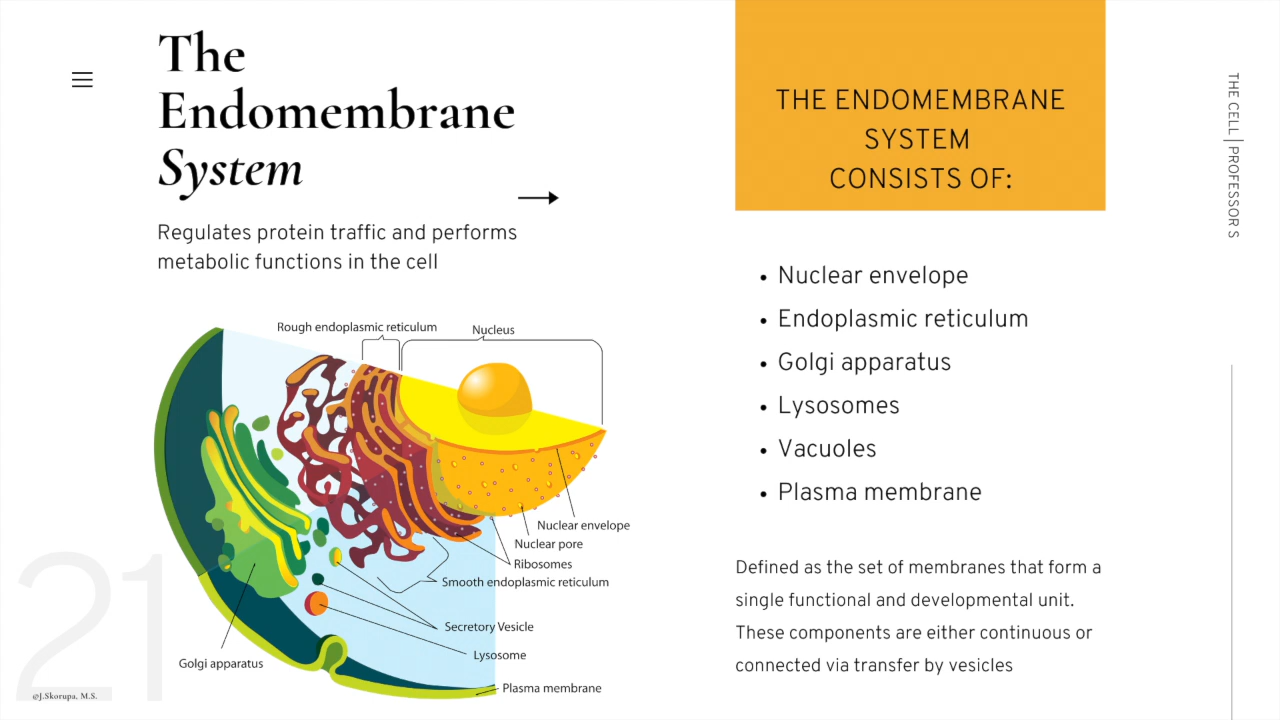 The
Endomembrane
System
Regulates protein traffic and performs
metabolic functions in the cell
Rough endoplasmic reticulum
Nucleus
Nuclear envelope
Nuclear pore
Ribosomes
Smooth endoplasmic reticulum
Secretory Vesicle
Lysosome
Golgi apparatus
Plasma membrane
21
@J.Skorupa, M.S.
THE ENDOMEMBRANE
SYSTEM
CONSISTS OF:
• Nuclear envelope
• Endoplasmic reticulum
• Golgi apparatus
• Lysosomes
• Vacuoles
• Plasma membrane
Defined as the set of membranes that form a
single functional and developmental unit.
These components are either continuous or
connected via transfer by vesicles
THE CELL | PROFESSOR S